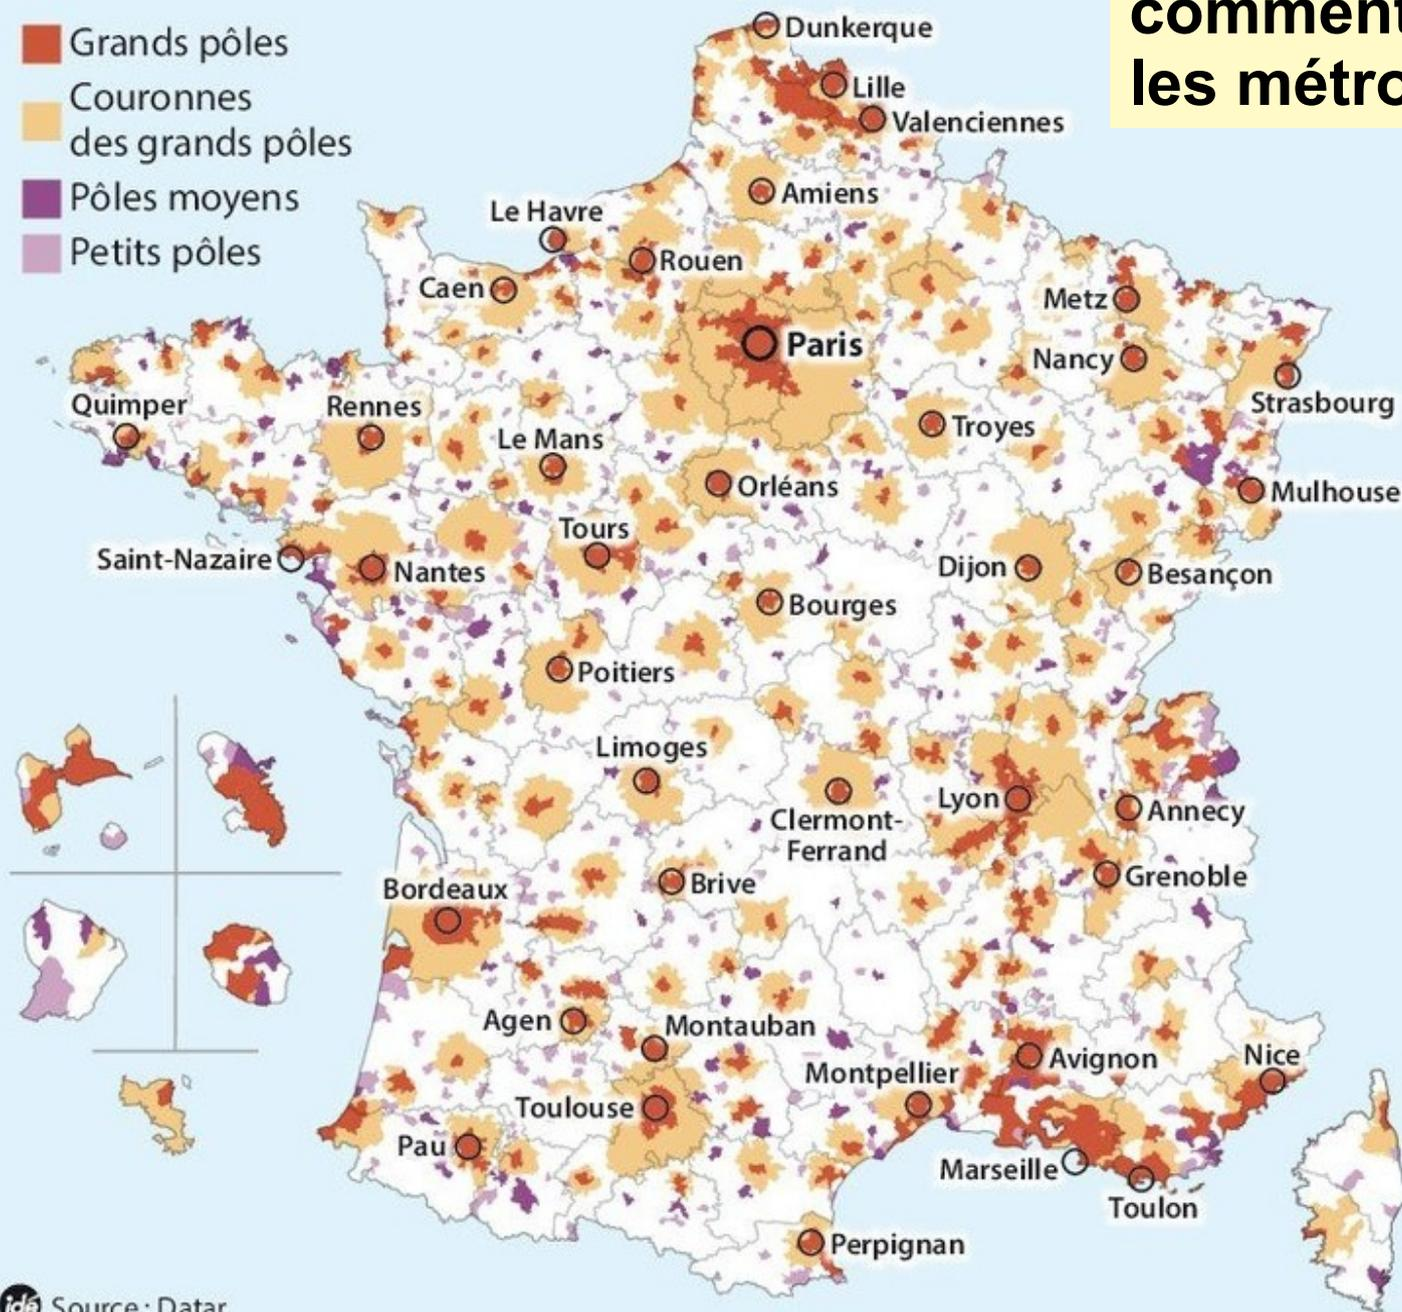 comment
les métro
Grands pôles
Couronnes
des grands pôles
Pôles moyens
Petits pôles
Dunkerque
Lille
Valenciennes
Amiens
Le Havre
Rouen
Caen
Metz
Paris
Nancy
Strasbourg
Quimper
Rennes
Le Mans
Troyes
Orléans
Mulhouse
Tours
Saint-Nazaire
Nantes
Dijon
Besançon
Bourges
Poitiers
Limoges
Clermont-
Ferrand
Lyon
Annecy
Bordeaux
Brive
Grenoble
Agen
Montauban
Avignon
Nice
Montpellier
Toulouse
Pau
Marseille
Toulon
Perpignan
idé Source : Datar